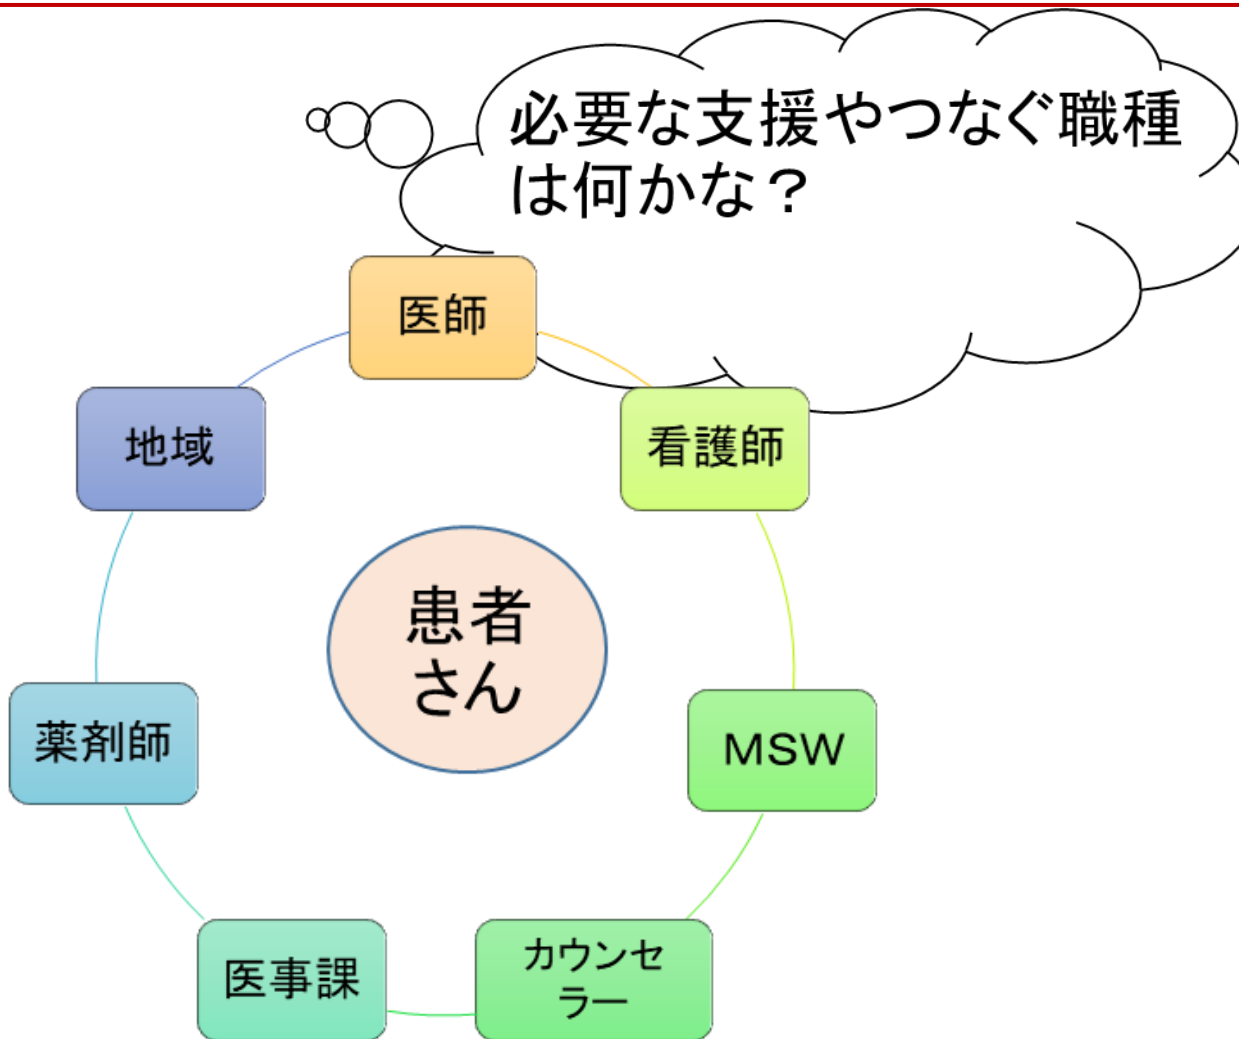 必要な支援やつなぐ職種
は何かな？
医師
地域
看護師
患者
さん
薬剤師
MSW
医事課
カウンセ
ラー